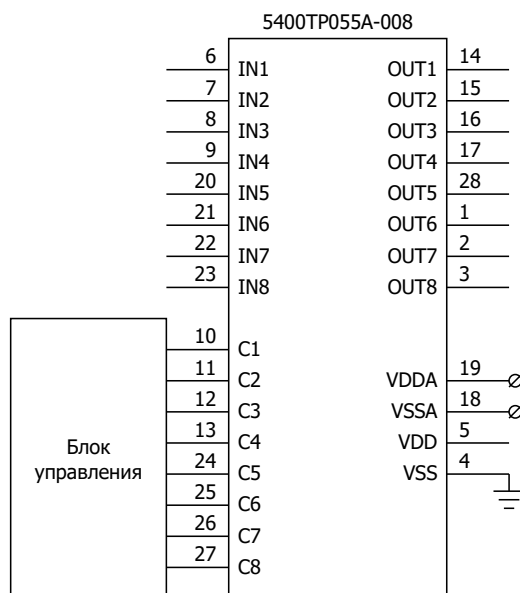 5400ТР055А-008
6 IN1 OUT1 14
7 IN2 OUT2 15
8 IN3 OUT3 16
9 IN4 OUT4 17
20 IN5 OUT5 28
21 IN6 OUT6 1
22 IN7 OUT7 2
23 IN8 OUT8 3
10 C1
11 C2 VDDA 19
12 C3 VSSA 18
13 C4 VDD 5
24 C5 VSS 4
25 C6
26 C7
27 C8
Блок
управления